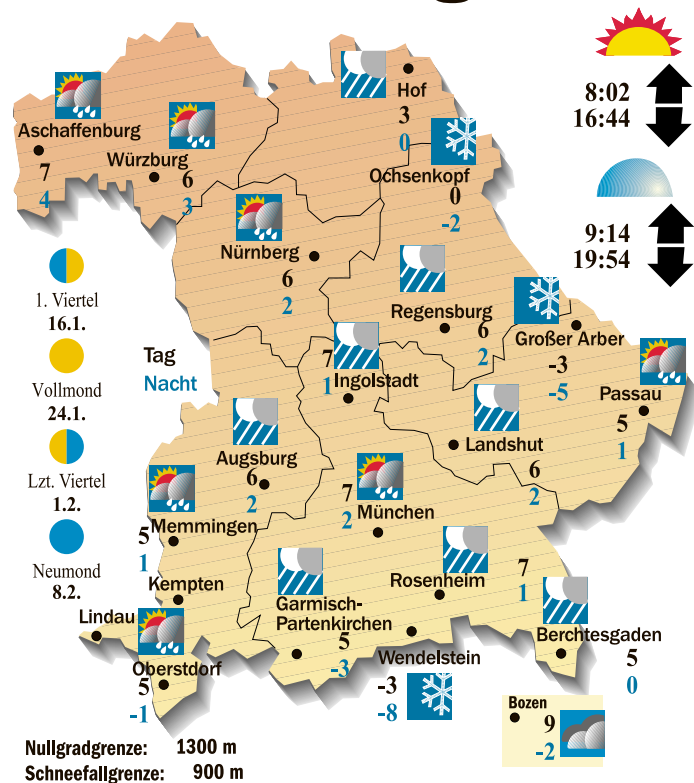 8:02
16:44
Hof
3
0
Aschaffenburg
7
4
Würzburg
6
3
Ochsenkopf
0
-2
9:14
19:54
Nürnberg
6
2
1. Viertel
16.1.
Vollmond
24.1.
Lzt. Viertel
1.2.
Neumond
8.2.
Tag
Nacht
Regensburg
6
2
Großer Arber
-3
-5
7
1
Ingolstadt
Passau
5
1
Augsburg
6
2
Landshut
6
2
7
2
München
Memmingen
5
1
Kempten
Rosenheim
7
1
Garmisch-
Partenkirchen
5
-3
Lindau
Oberstdorf
5
-1
Wendelstein
-3
-8
Berchtesgaden
5
0
Bozen
9
-2
Nullgradgrenze: 1300 m
Schneefallgrenze: 900 m